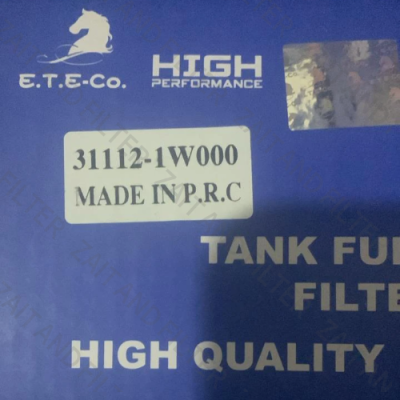 E.T.E-Co.
HIGH
PERFORMANCE
31112-1W000
MADE IN P.R.C
TANK FU
FILTE
HIGH QUALITY